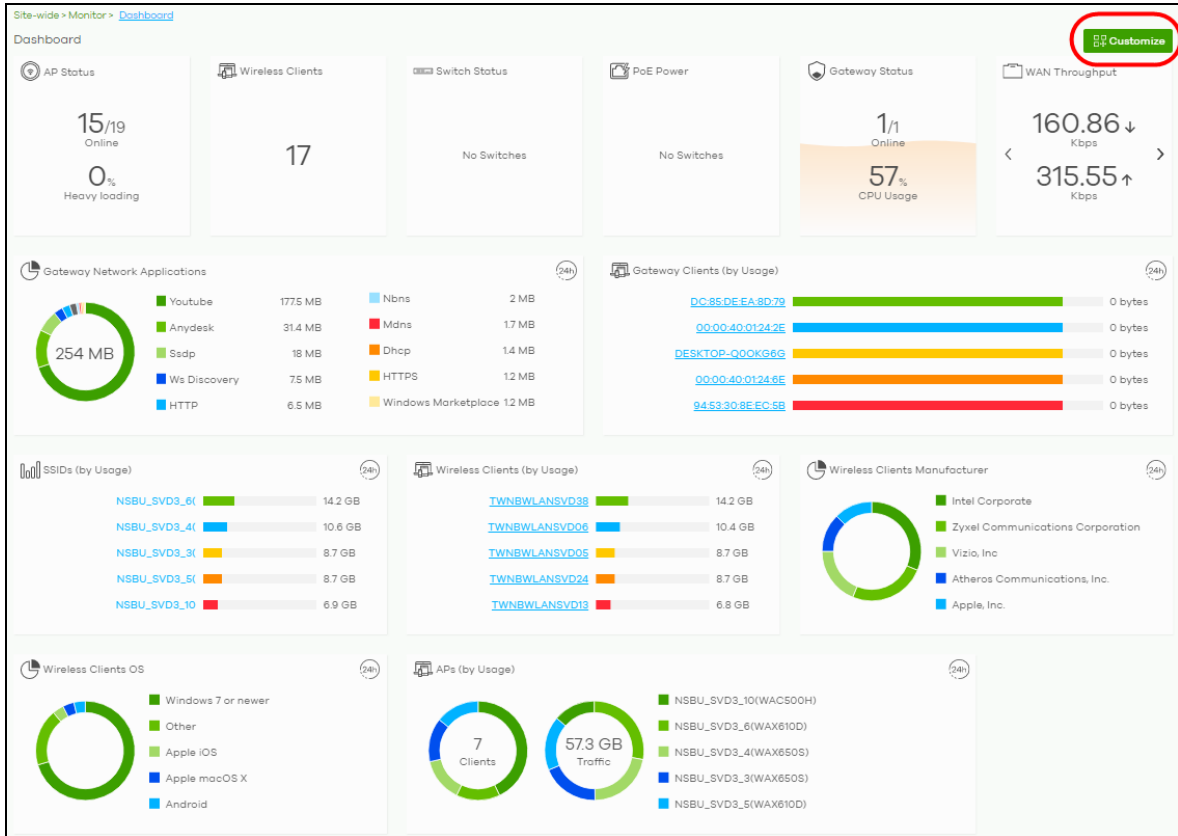 Site-wide > Monitor > Dashboard
Dashboard
Customize
AP Status
15/19
Online
0%
Heavy loading
Wireless Clients
17
Switch Status
No Switches
PoE Power
No Switches
Gateway Status
1/1
Online
57%
CPU Usage
WAN Throughput
160.86 ↓
Kbps
315.55 ↑
Kbps
Gateway Network Applications
24h
254 MB
Youtube 177.5 MB
Anydesk 31.4 MB
Ssdp 18 MB
Ws Discovery 7.5 MB
HTTP 6.5 MB
Nbns 2 MB
Mdns 1.7 MB
Dhcp 1.4 MB
HTTPS 1.2 MB
Windows Marketplace 1.2 MB
Gateway Clients (by Usage)
24h
DC:85:DE:EA:8D:79 0 bytes
00:00:40:01:24:2E 0 bytes
DESKTOP-Q0OKG6G 0 bytes
00:00:40:01:24:6E 0 bytes
94:53:30:8E:EC:5B 0 bytes
SSIDs (by Usage)
24h
NSBU_SVD3_6( 14.2 GB
NSBU_SVD3_4( 10.6 GB
NSBU_SVD3_3( 8.7 GB
NSBU_SVD3_5( 8.7 GB
NSBU_SVD3_10 6.9 GB
Wireless Clients (by Usage)
24h
TWNBWLANSVD38 14.2 GB
TWNBWLANSVD06 10.4 GB
TWNBWLANSVD05 8.7 GB
TWNBWLANSVD24 8.7 GB
TWNBWLANSVD13 6.8 GB
Wireless Clients Manufacturer
24h
Intel Corporate
Zyxel Communications Corporation
Vizio, Inc
Atheros Communications, Inc.
Apple, Inc.
Wireless Clients OS
24h
Windows 7 or newer
Other
Apple iOS
Apple macOS X
Android
APs (by Usage)
24h
7
Clients
57.3 GB
Traffic
NSBU_SVD3_10(WAC500H)
NSBU_SVD3_6(WAX610D)
NSBU_SVD3_4(WAX650S)
NSBU_SVD3_3(WAX650S)
NSBU_SVD3_5(WAX610D)